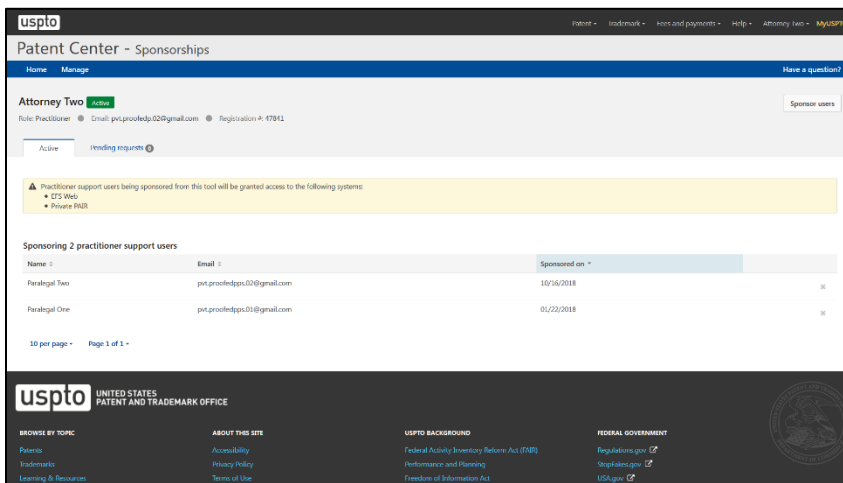 uspto
Patent Trademark Fees and payments Help Attorney Two MyUSPTO
Patent Center - Sponsorships
Home Manage Have a question?
Attorney Two Active
Sponsor users
Role: Practitioner Email: pvt.proofedp.02@gmail.com Registration #: 47841
Active Pending requests 0
Practitioner support users being sponsored from this tool will be granted access to the following systems:
• EFS Web
• Private PAIR
Sponsoring 2 practitioner support users
Name Email Sponsored on
Paralegal Two pvt.proofedpps.02@gmail.com 10/16/2018
Paralegal One pvt.proofedpps.01@gmail.com 01/22/2018
10 per page Page 1 of 1
uspto UNITED STATES
PATENT AND TRADEMARK OFFICE
BROWSE BY TOPIC ABOUT THIS SITE USPTO BACKGROUND FEDERAL GOVERNMENT
Patents Accessibility Federal Activity Inventory Reform Act (FAIR) Regulations.gov
Trademarks Privacy Policy Performance and Planning StopFakes.gov
Learning & Resources Terms of Use Freedom of Information Act USA.gov